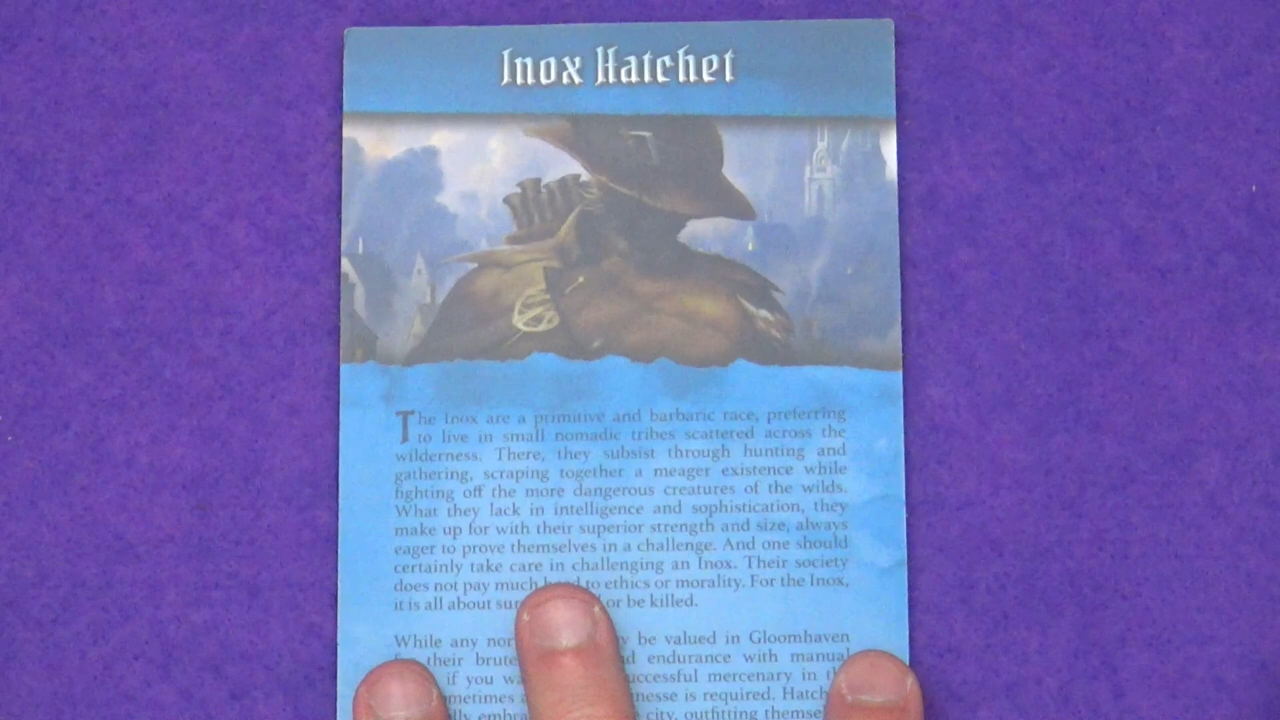 Inox Hatchet
The Inox are a primitive and barbaric race, preferring
to live in small nomadic tribes scattered across the
wilderness. There, they subsist through hunting and
gathering, scraping together a meager existence while
fighting off the more dangerous creatures of the wilds.
What they lack in intelligence and sophistication, they
make up for with their superior strength and size, always
eager to prove themselves in a challenge. And one should
certainly take care in challenging an Inox. Their society
does not pay much to ethics or morality. For the Inox,
it is all about or be killed.
While any be valued in Gloomhaven
their brute endurance with manual
if you successful mercenary in
is required.
city, outfitting